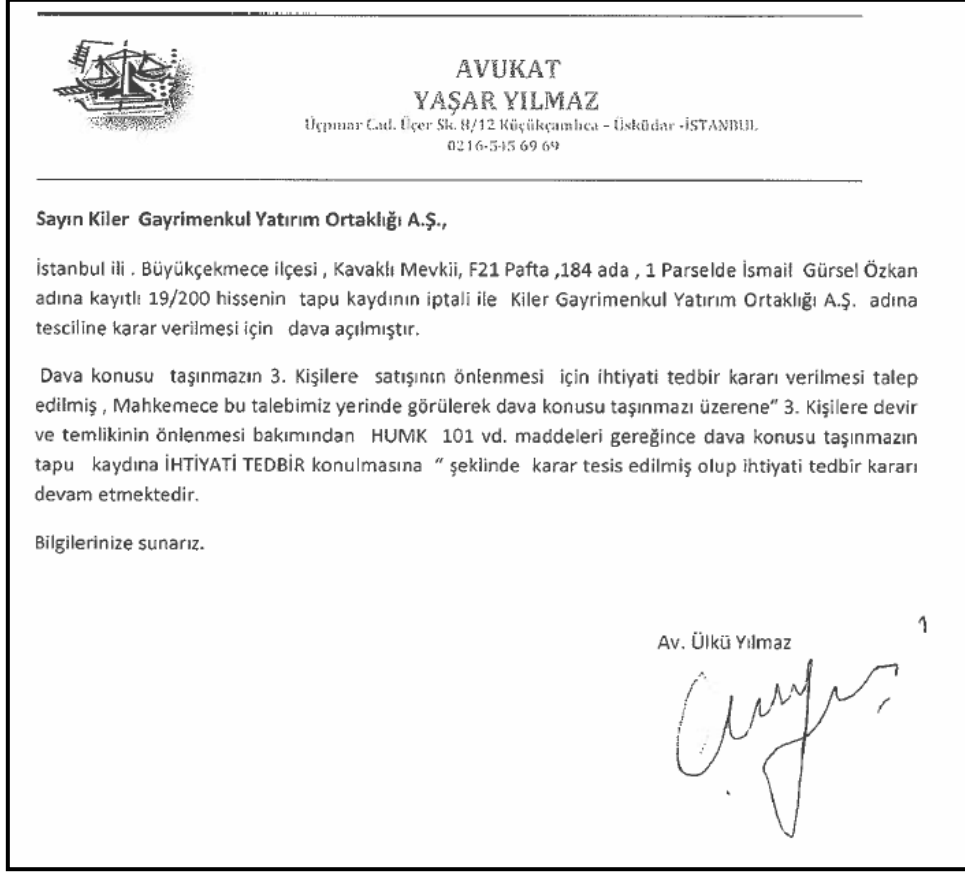 AVUKAT
YAŞAR YILMAZ
Üçpınar Cad. Üçer Sk. 8/12 Küçükçamlıca - Üsküdar -İSTANBUL
0216-545 69 69
Sayın Kiler Gayrimenkul Yatırım Ortaklığı A.Ş.,
İstanbul ili . Büyükçekmece ilçesi , Kavaklı Mevkii, F21 Pafta ,184 ada , 1 Parselde İsmail Gürsel Özkan
adına kayıtlı 19/200 hissenin tapu kaydının iptali ile Kiler Gayrimenkul Yatırım Ortaklığı A.Ş. adına
tesciline karar verilmesi için dava açılmıştır.
Dava konusu taşınmazın 3. Kişilere satışının önlenmesi için ihtiyati tedbir kararı verilmesi talep
edilmiş , Mahkemece bu talebimiz yerinde görülerek dava konusu taşınmazı üzerene" 3. Kişilere devir
ve temlikinin önlenmesi bakımından HUMK 101 vd. maddeleri gereğince dava konusu taşınmazın
tapu kaydına İHTİYATİ TEDBİR konulmasına " şeklinde karar tesis edilmiş olup ihtiyati tedbir kararı
devam etmektedir.
Bilgilerinize sunarız.
1
Av. Ülkü Yılmaz